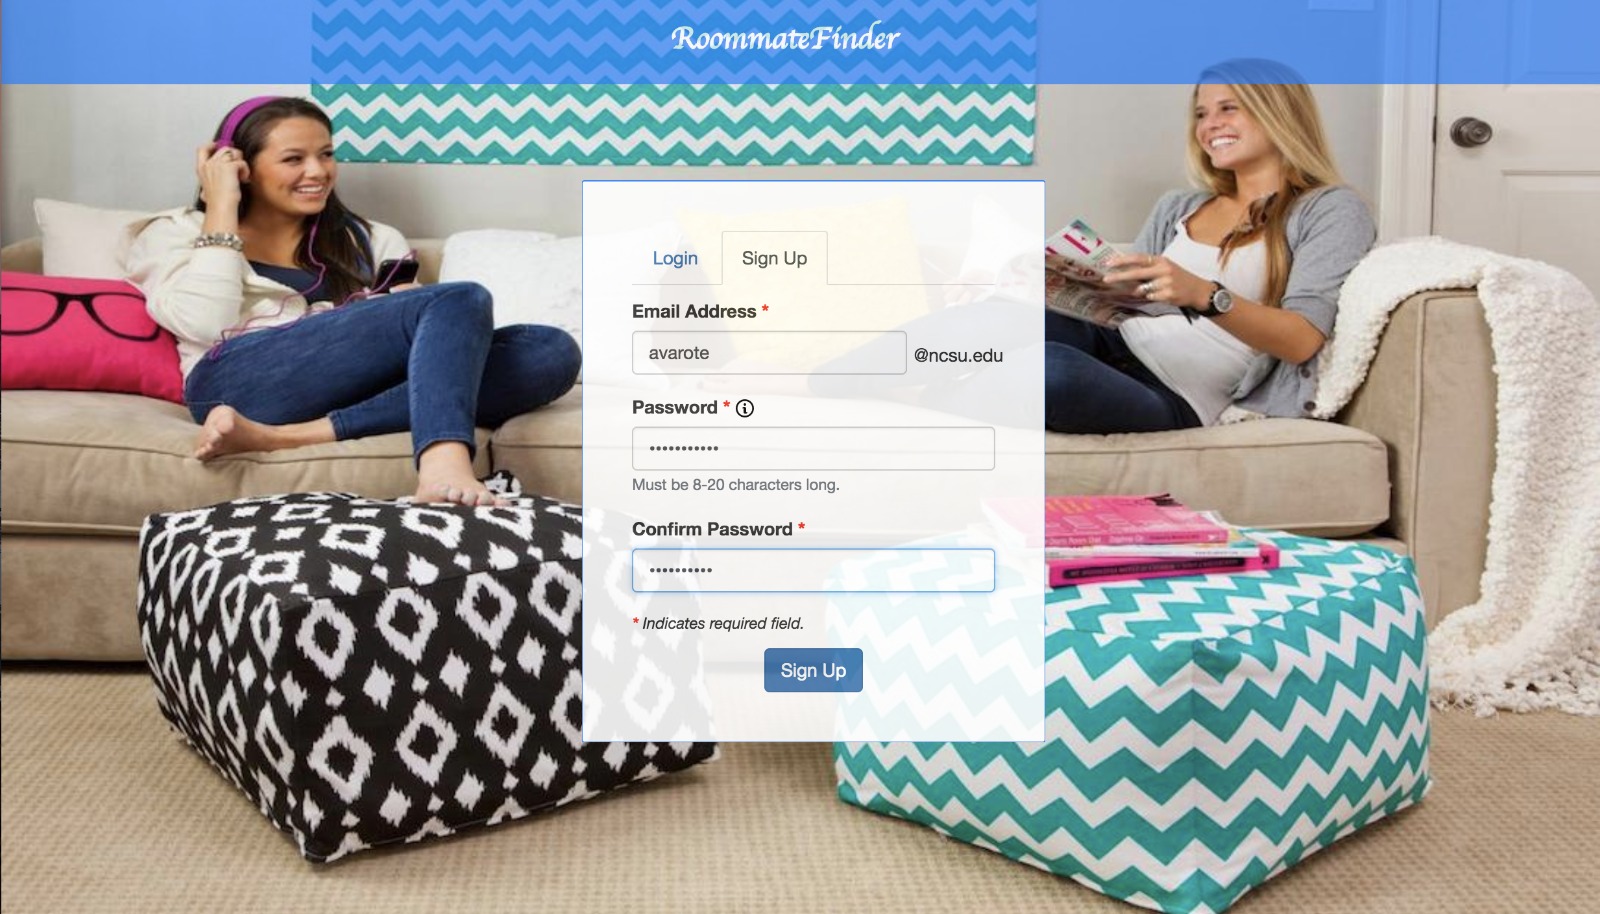 RoommateFinder
Login
Sign Up
Email Address *
avarote
@ncsu.edu
Password *
•••••••••••
Must be 8-20 characters long.
Confirm Password *
••••••••••
* Indicates required field.
Sign Up